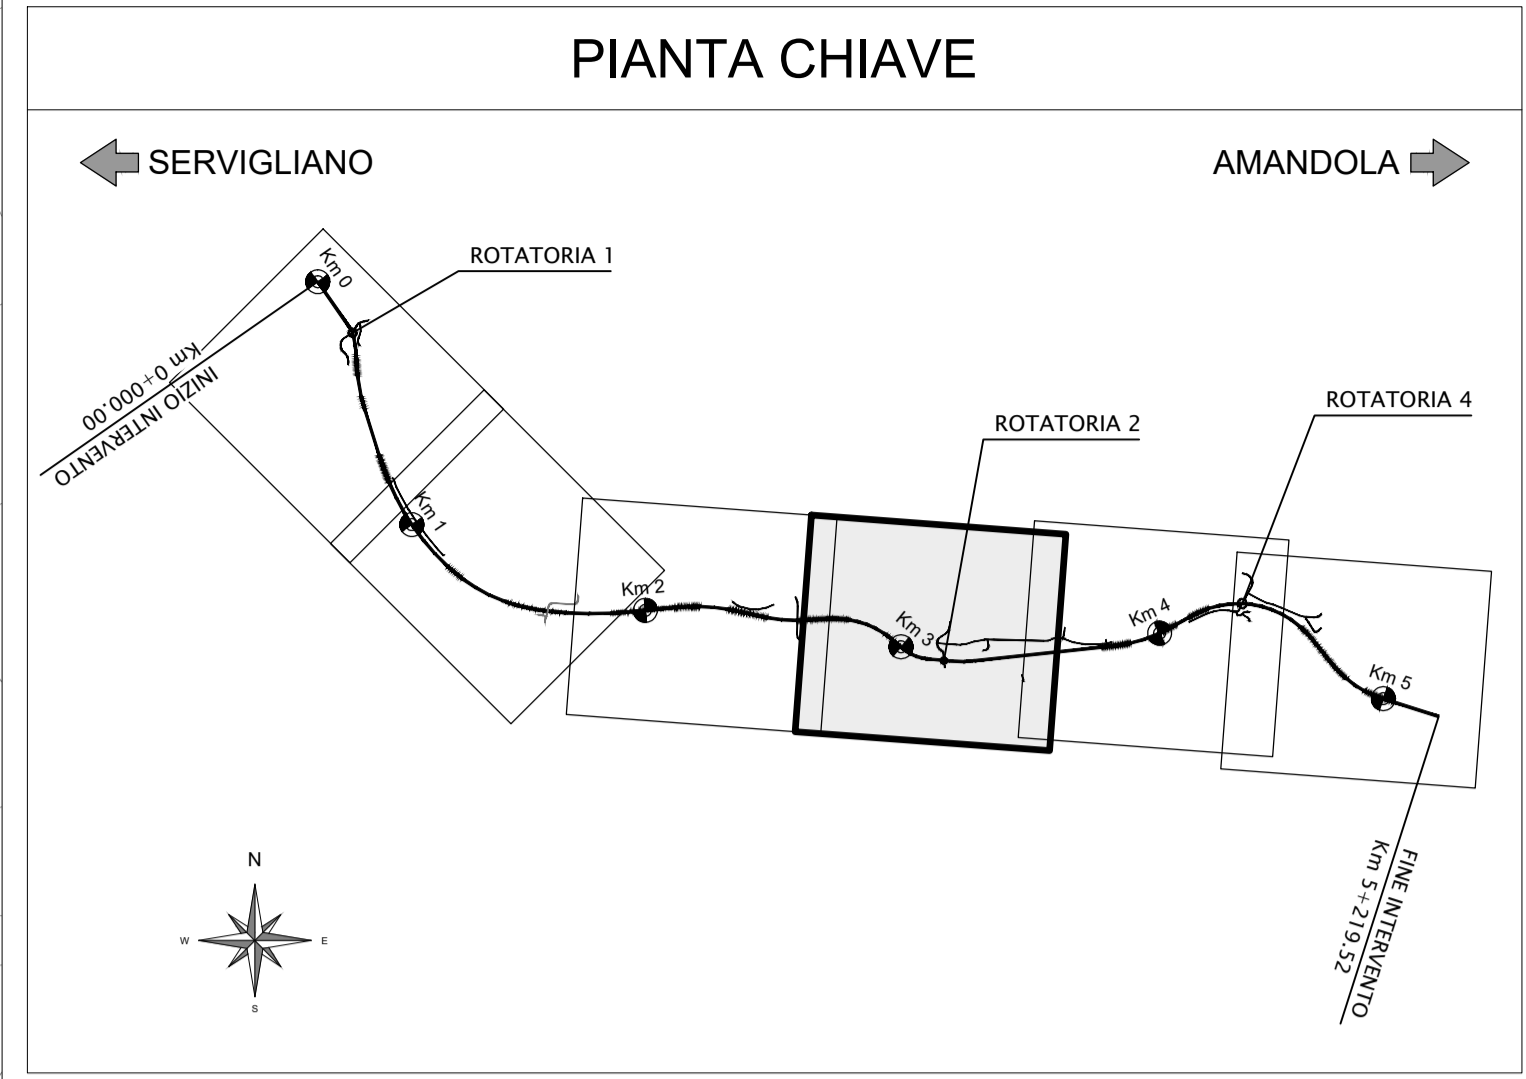 PIANTA CHIAVE
SERVIGLIANO
AMANDOLA
ROTATORIA 1
Km 0
INIZIO INTERVENTO
Km 0+000.00
ROTATORIA 4
ROTATORIA 2
Km 1
Km 2
Km 3
Km 4
Km 5
FINE INTERVENTO
Km 5+219.52
N
W
E
S